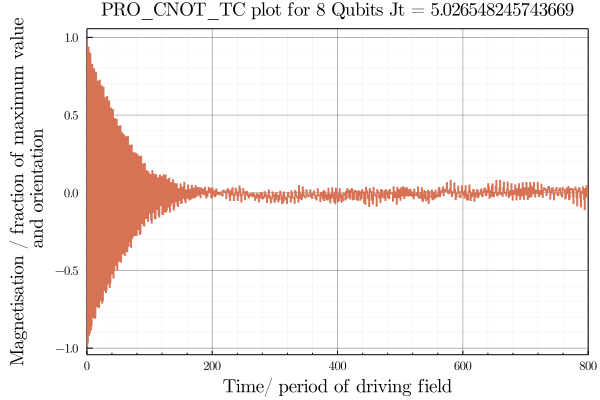 PRO_CNOT_TC plot for 8 Qubits Jt = 5.026548245743669
Magnetisation / fraction of maximum value
and orientation
1.0
0.5
0.0
−0.5
−1.0
0 200 400 600 800
Time/ period of driving field